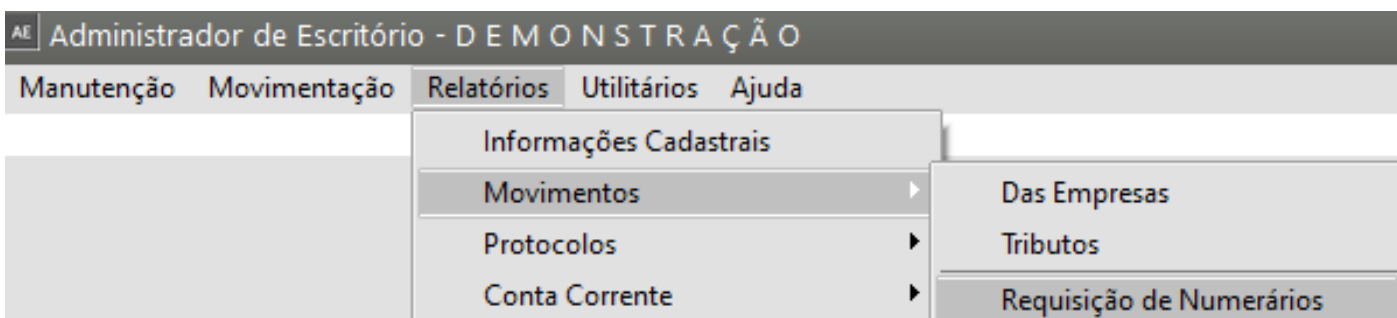 AE Administrador de Escritório - D E M O N S T R A Ç Ã O
Manutenção Movimentação Relatórios Utilitários Ajuda
Informações Cadastrais
Movimentos
Das Empresas
Protocolos
Tributos
Conta Corrente
Requisição de Numerários